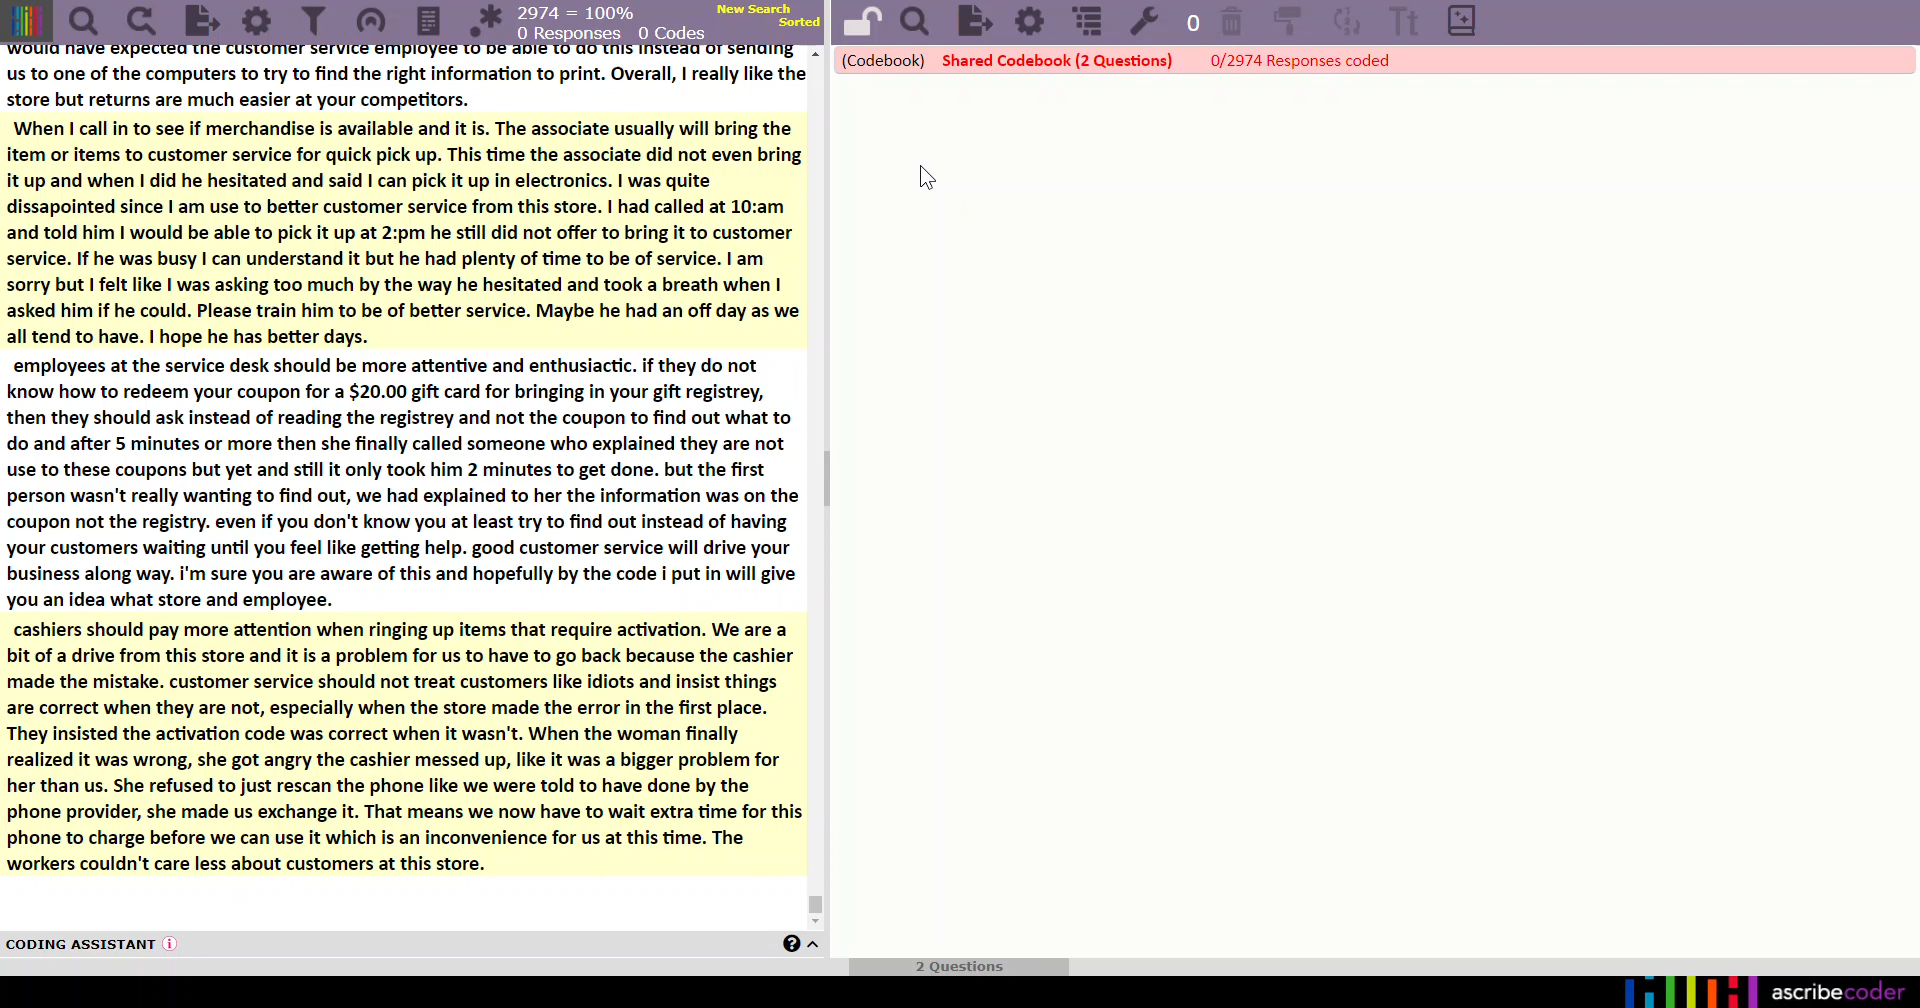 2974 = 100%
0 Responses 0 Codes
New Search
Sorted
would have expected the customer service employee to be able to do this instead of sending
us to one of the computers to try to find the right information to print. Overall, I really like the
store but returns are much easier at your competitors.
When I call in to see if merchandise is available and it is. The associate usually will bring the
item or items to customer service for quick pick up. This time the associate did not even bring
it up and when I did he hesitated and said I can pick it up in electronics. I was quite
dissapointed since I am use to better customer service from this store. I had called at 10:am
and told him I would be able to pick it up at 2:pm he still did not offer to bring it to customer
service. If he was busy I can understand it but he had plenty of time to be of service. I am
sorry but I felt like I was asking too much by the way he hesitated and took a breath when I
asked him if he could. Please train him to be of better service. Maybe he had an off day as we
all tend to have. I hope he has better days.
employees at the service desk should be more attentive and enthusiactic. if they do not
know how to redeem your coupon for a $20.00 gift card for bringing in your gift registrey,
then they should ask instead of reading the registrey and not the coupon to find out what to
do and after 5 minutes or more then she finally called someone who explained they are not
use to these coupons but yet and still it only took him 2 minutes to get done. but the first
person wasn't really wanting to find out, we had explained to her the information was on the
coupon not the registry. even if you don't know you at least try to find out instead of having
your customers waiting until you feel like getting help. good customer service will drive your
business along way. i'm sure you are aware of this and hopefully by the code i put in will give
you an idea what store and employee.
cashiers should pay more attention when ringing up items that require activation. We are a
bit of a drive from this store and it is a problem for us to have to go back because the cashier
made the mistake. customer service should not treat customers like idiots and insist things
are correct when they are not, especially when the store made the error in the first place.
They insisted the activation code was correct when it wasn't. When the woman finally
realized it was wrong, she got angry the cashier messed up, like it was a bigger problem for
her than us. She refused to just rescan the phone like we were told to have done by the
phone provider, she made us exchange it. That means we now have to wait extra time for this
phone to charge before we can use it which is an inconvenience for us at this time. The
workers couldn't care less about customers at this store.
CODING ASSISTANT i
?
0
Tt
(Codebook) Shared Codebook (2 Questions) 0/2974 Responses coded
2 Questions
ascribecoder